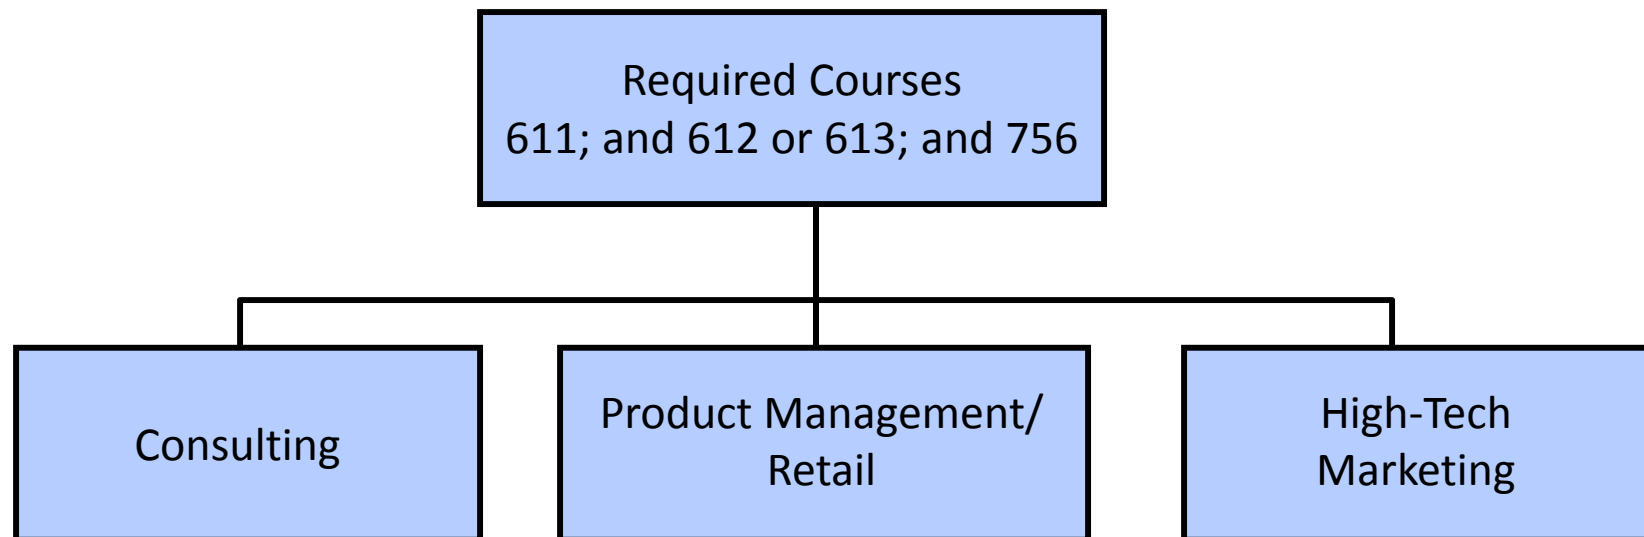 Required Courses
611; and 612 or 613; and 756
Consulting
Product Management/
Retail
High-Tech
Marketing